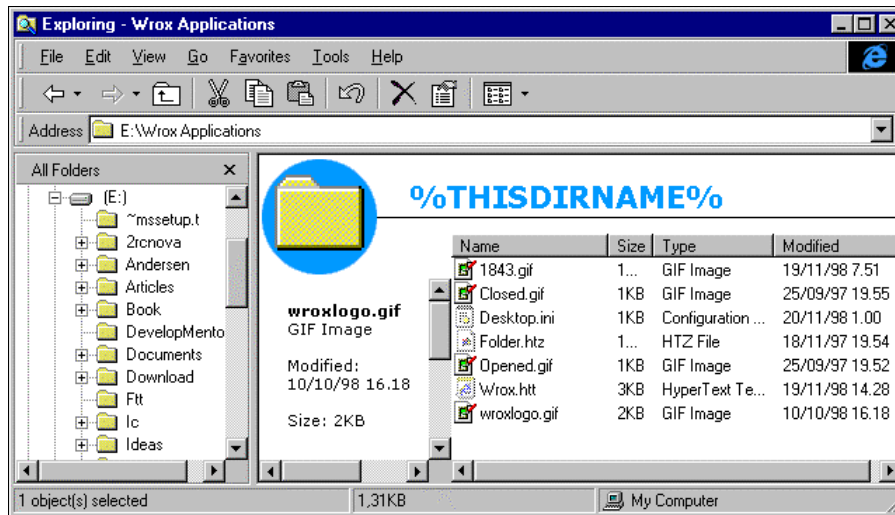 Exploring - Wrox Applications
File Edit View Go Favorites Tools Help
Address E:\Wrox Applications
All Folders
(E:)
~mssetup.t
2rcnova
Andersen
Articles
Book
DevelopMento
Documents
Download
Ftt
Ic
Ideas
%THISDIRNAME%
wroxlogo.gif
GIF Image
Modified:
10/10/98 16.18
Size: 2KB
Name Size Type Modified
1843.gif 1... GIF Image 19/11/98 7.51
Closed.gif 1KB GIF Image 25/09/97 19.55
Desktop.ini 1KB Configuration ... 20/11/98 1.00
Folder.htz 1... HTZ File 18/11/97 19.54
Opened.gif 1KB GIF Image 25/09/97 19.52
Wrox.htt 3KB HyperText Te... 19/11/98 14.28
wroxlogo.gif 2KB GIF Image 10/10/98 16.18
1 object(s) selected 1,31KB My Computer